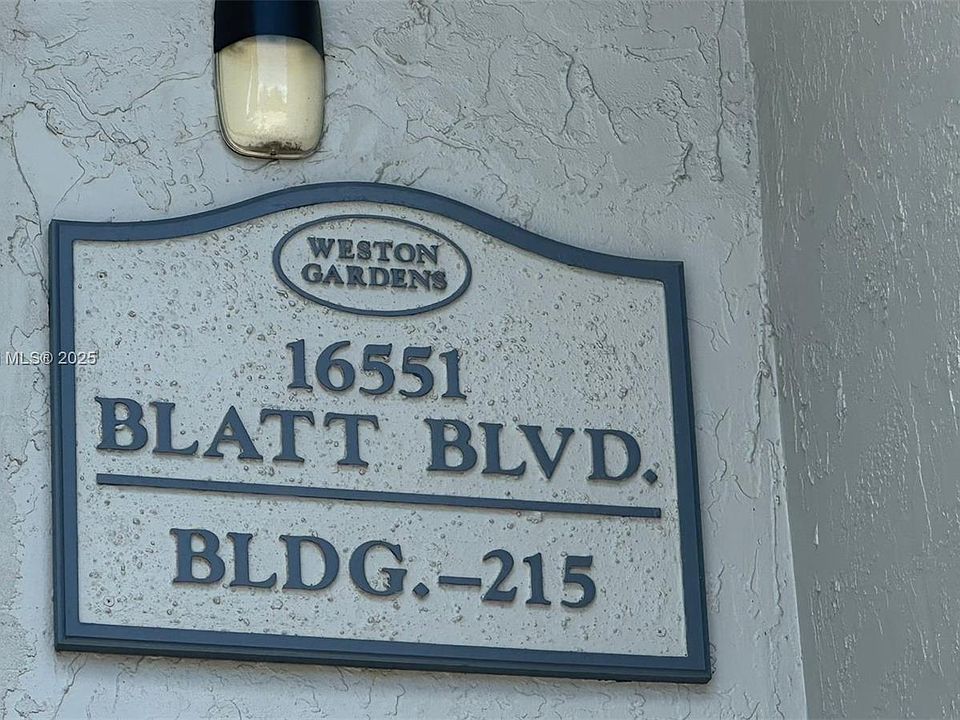 WESTON
GARDENS
16551
MLS® 2025
BLATT BLVD.
BLDG.-215